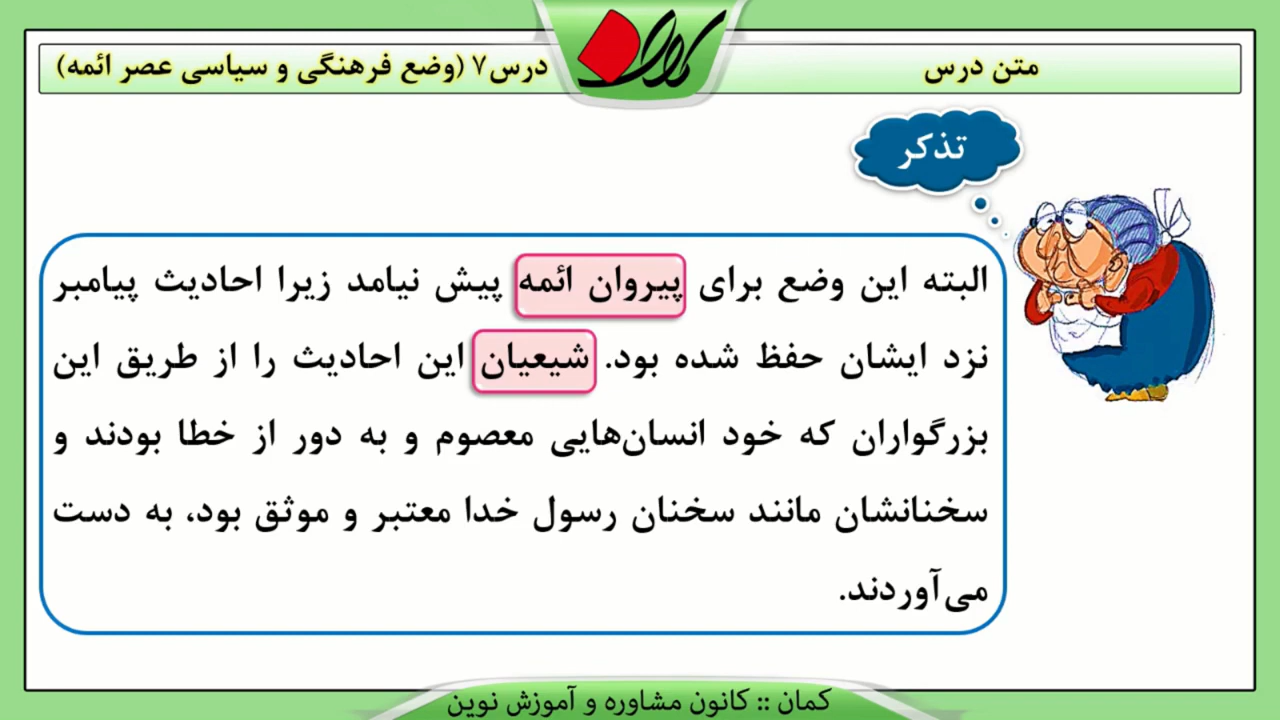 متن درس
درس۷ (وضع فرهنگی و سیاسی عصر ائمه)
تذکر
البته این وضع برای پیروان ائمه پیش نیامد زیرا احادیث پیامبر
نزد ایشان حفظ شده بود. شیعیان این احادیث را از طریق این
بزرگواران که خود انسان‌هایی معصوم و به دور از خطا بودند و
سخنانشان مانند سخنان رسول خدا معتبر و موثق بود، به دست
می‌آوردند.
کمان :: کانون مشاوره و آموزش نوین